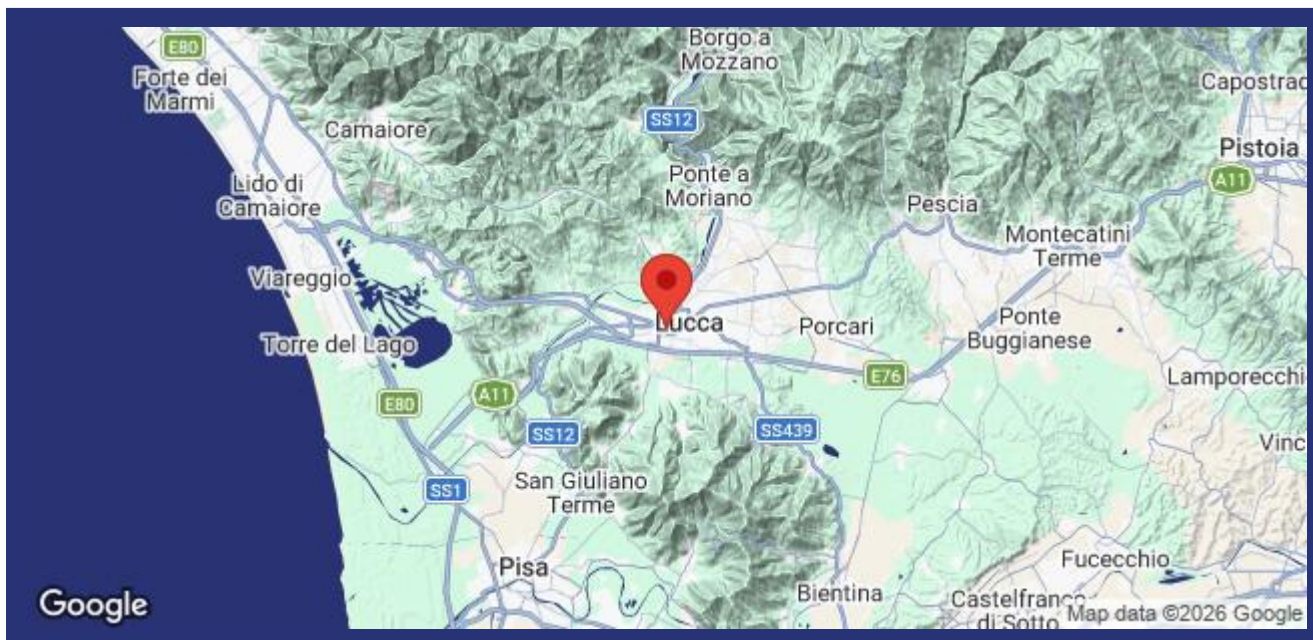 E80
Forte dei
Marmi
Borgo a
Mozzano
Capostrad
SS12
Camaiore
Pistoia
A11
Ponte a
Moriano
Lido di
Camaiore
Pescia
Montecatini
Terme
Viareggio
Lucca
Porcari
Ponte
Buggianese
Torre del Lago
E76
Lamporecchi
A11
E80
SS12
SS439
Vinc
SS1
San Giuliano
Terme
Pisa
Fucecchio
Bientina
Castelfranco
di Sotto
Google
Map data ©2026 Google